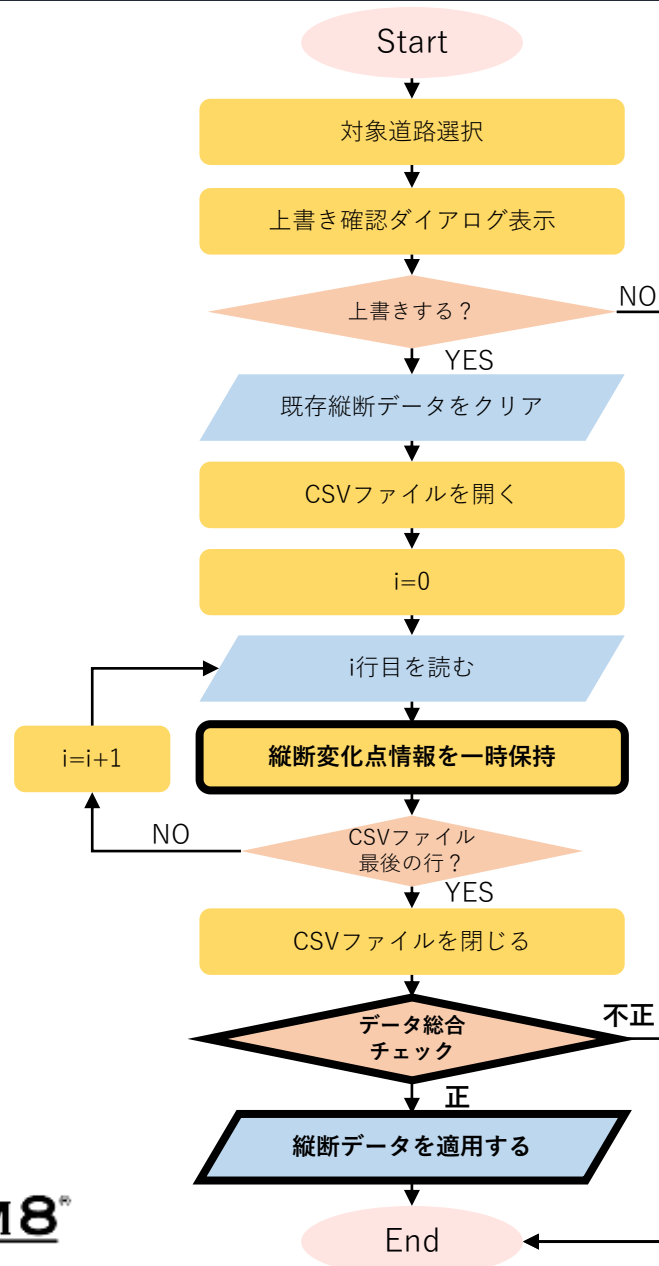 Start
対象道路選択
上書き確認ダイアログ表示
上書きする？
NO
YES
既存縦断データをクリア
CSVファイルを開く
i=0
i行目を読む
i=i+1
縦断変化点情報を一時保持
NO
CSVファイル
最後の行？
YES
CSVファイルを閉じる
データ総合
チェック
不正
正
縦断データを適用する
End
8®